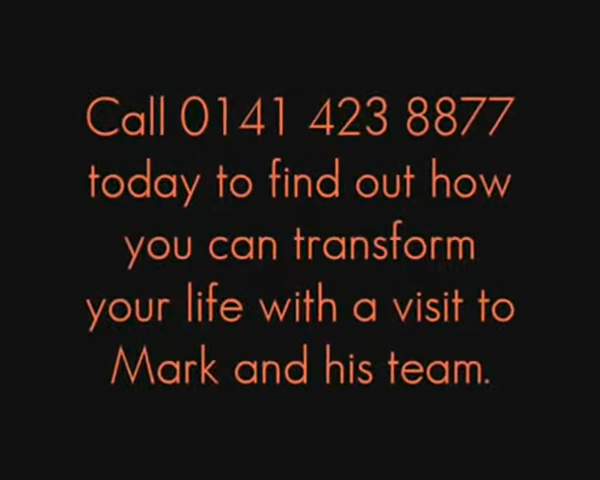 Call 0141 423 8877
today to find out how
you can transform
your life with a visit to
Mark and his team.